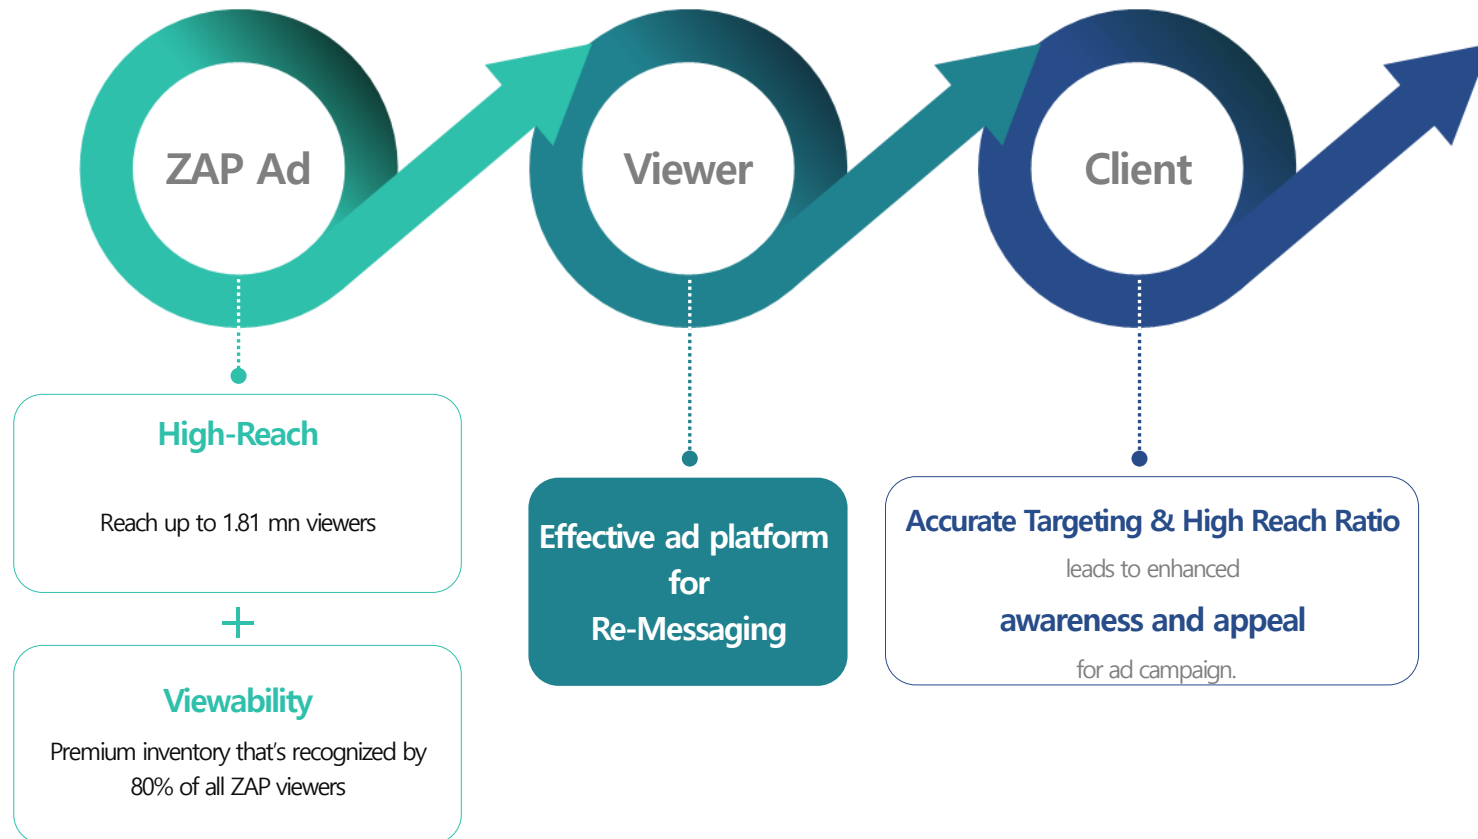 ZAP Ad
Viewer
Client
High-Reach
Reach up to 1.81 mn viewers
+
Viewability
Premium inventory that's recognized by
80% of all ZAP viewers
Effective ad platform
for
Re-Messaging
Accurate Targeting & High Reach Ratio
leads to enhanced
awareness and appeal
for ad campaign.